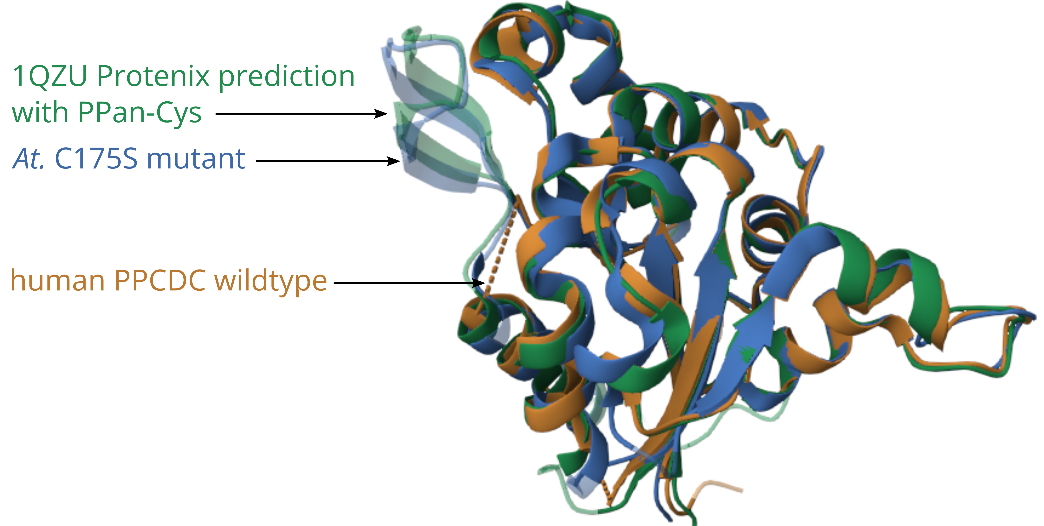 1QZU Protenix prediction
with PPan-Cys
At. C175S mutant
human PPCDC wildtype